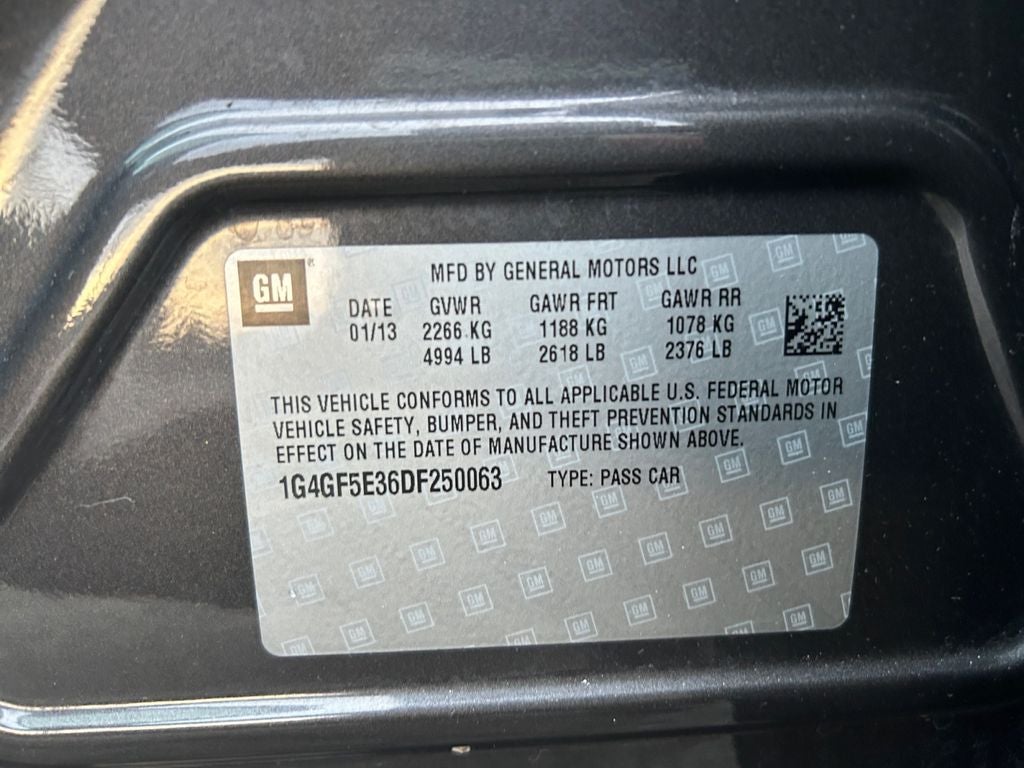 GM
MFD BY GENERAL MOTORS LLC
DATE GVWR GAWR FRT GAWR RR
01/13 2266 KG 1188 KG 1078 KG
4994 LB 2618 LB 2376 LB
THIS VEHICLE CONFORMS TO ALL APPLICABLE U.S. FEDERAL MOTOR
VEHICLE SAFETY, BUMPER, AND THEFT PREVENTION STANDARDS IN
EFFECT ON THE DATE OF MANUFACTURE SHOWN ABOVE.
1G4GF5E36DF250063 TYPE: PASS CAR